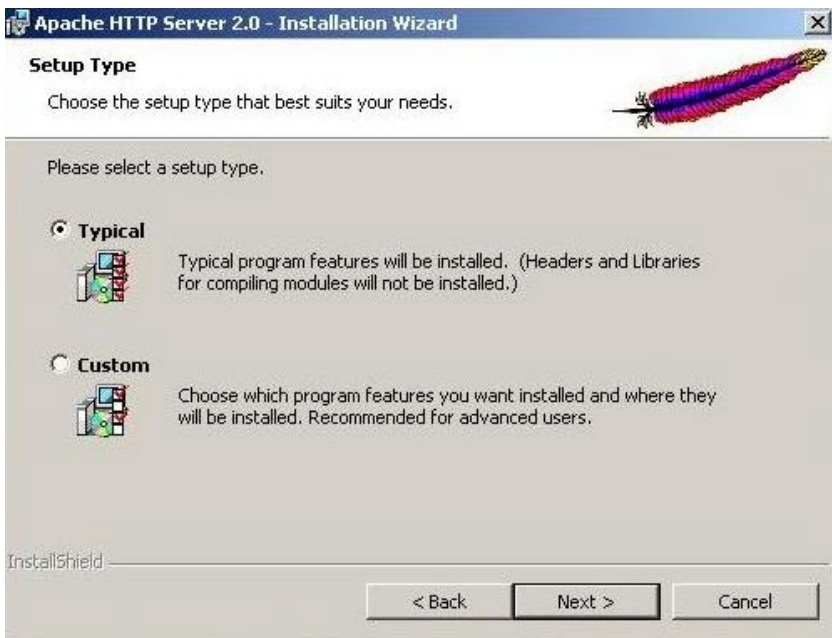 Apache HTTP Server 2.0 - Installation Wizard
Setup Type
Choose the setup type that best suits your needs.
Please select a setup type.
Typical
Typical program features will be installed. (Headers and Libraries
for compiling modules will not be installed.)
Custom
Choose which program features you want installed and where they
will be installed. Recommended for advanced users.
InstallShield
< Back
Next >
Cancel